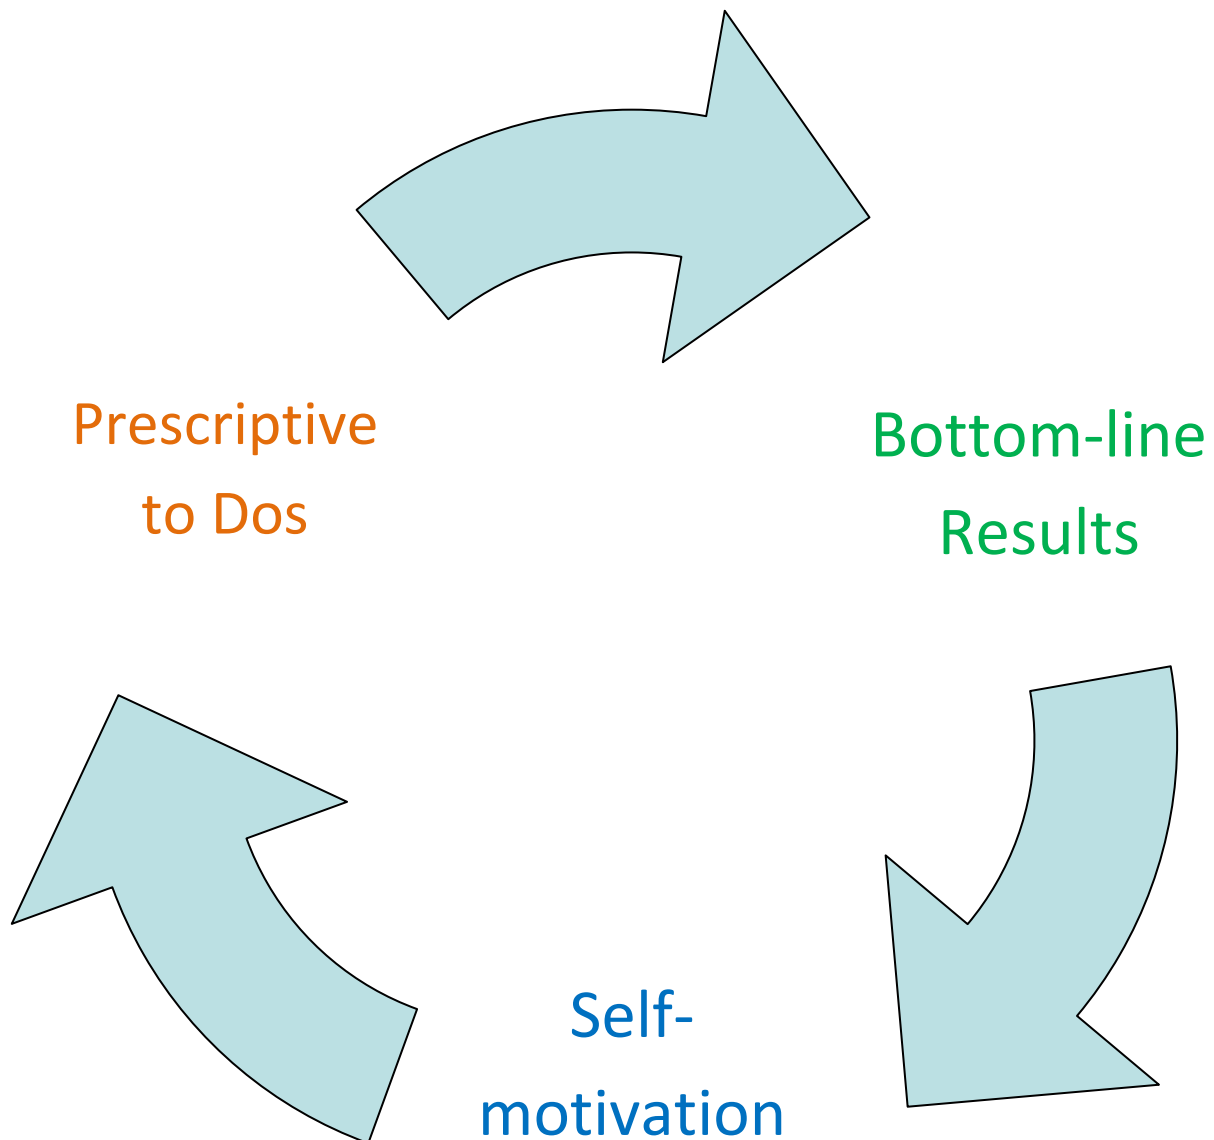 Prescriptive
to Dos
Bottom-line
Results
Self-
motivation